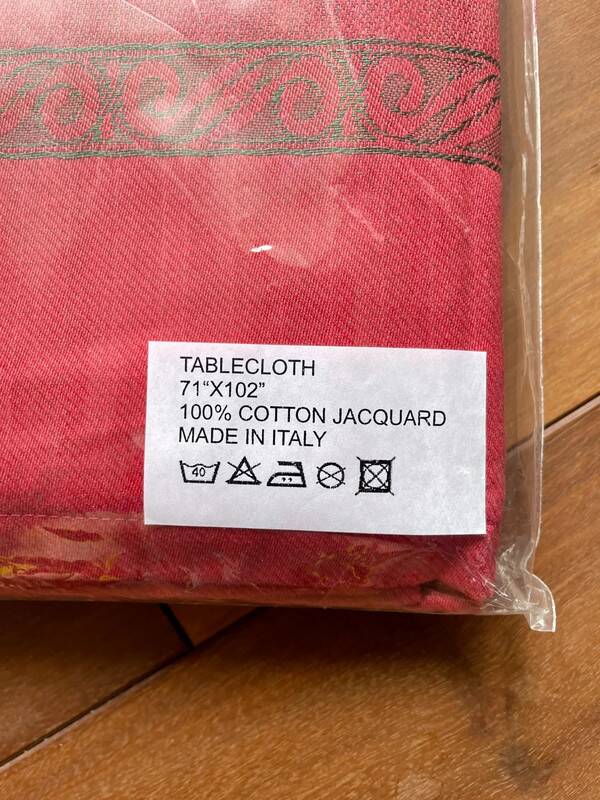 TABLECLOTH
71“X102”
100% COTTON JACQUARD
MADE IN ITALY
40